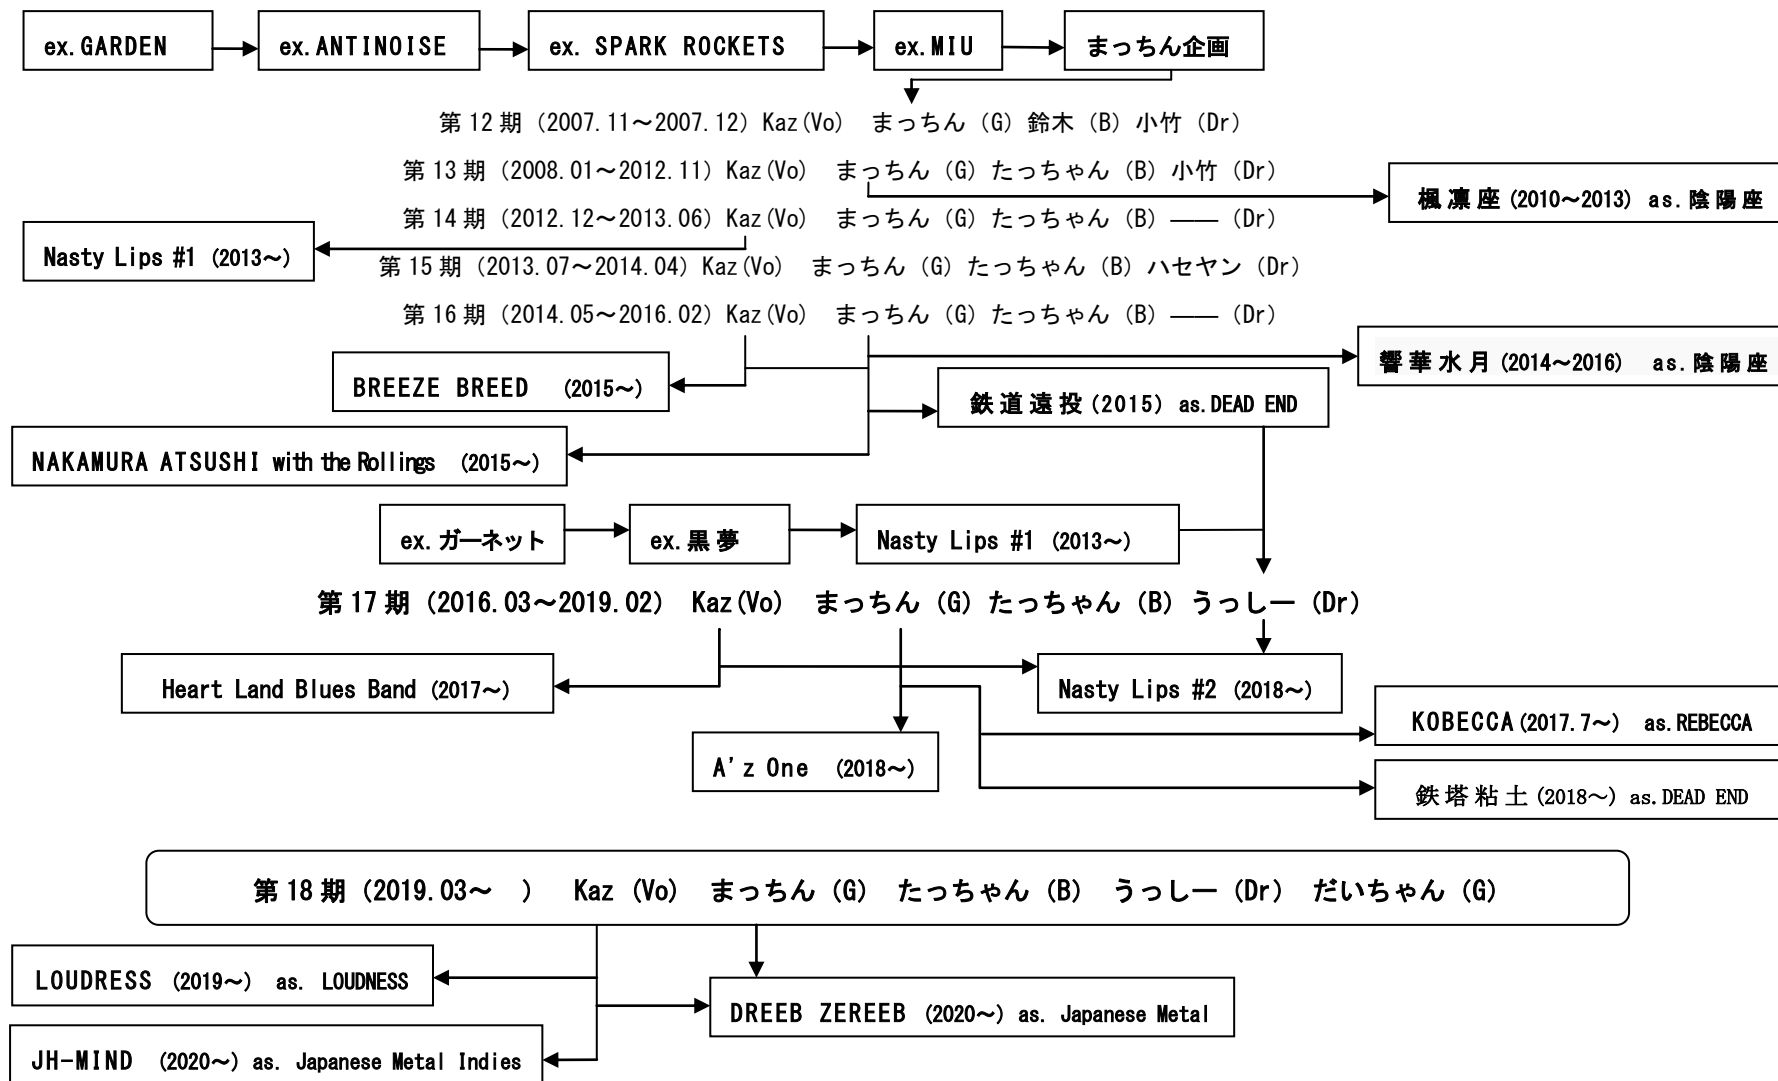 ex.GARDEN
ex.ANTINOISE
ex. SPARK ROCKETS
ex.MIU
まっちん企画
第12期（2007.11～2007.12）Kaz(Vo)　まっちん（G）鈴木（B）小竹（Dr）
第13期（2008.01～2012.11）Kaz(Vo)　まっちん（G）たっちゃん（B）小竹（Dr）
楓凛座(2010～2013) as.陰陽座
第14期（2012.12～2013.06）Kaz(Vo)　まっちん（G）たっちゃん（B）――（Dr）
Nasty Lips #1（2013～）
第15期（2013.07～2014.04）Kaz(Vo)　まっちん（G）たっちゃん（B）ハセヤン（Dr）
第16期（2014.05～2016.02）Kaz(Vo)　まっちん（G）たっちゃん（B）――（Dr）
響華水月(2014～2016)　as.陰陽座
BREEZE BREED　（2015～）
鉄道遠投(2015) as.DEAD END
NAKAMURA ATSUSHI with the Rollings　（2015～）
ex.ガーネット
ex.黒夢
Nasty Lips #1（2013～）
第17期（2016.03～2019.02）　Kaz(Vo)　まっちん（G）たっちゃん（B）うっしー（Dr）
Heart Land Blues Band（2017～）
Nasty Lips #2（2018～）
KOBECCA(2017.7～)　as.REBECCA
A'z One　（2018～）
鉄塔粘土(2018～) as.DEAD END
第18期（2019.03～　）　Kaz（Vo）　まっちん（G）　たっちゃん（B）　うっしー（Dr）　だいちゃん（G）
LOUDRESS （2019～） as. LOUDNESS
DREEB ZEREEB （2020～）as. Japanese Metal
JH-MIND （2020～）as. Japanese Metal Indies